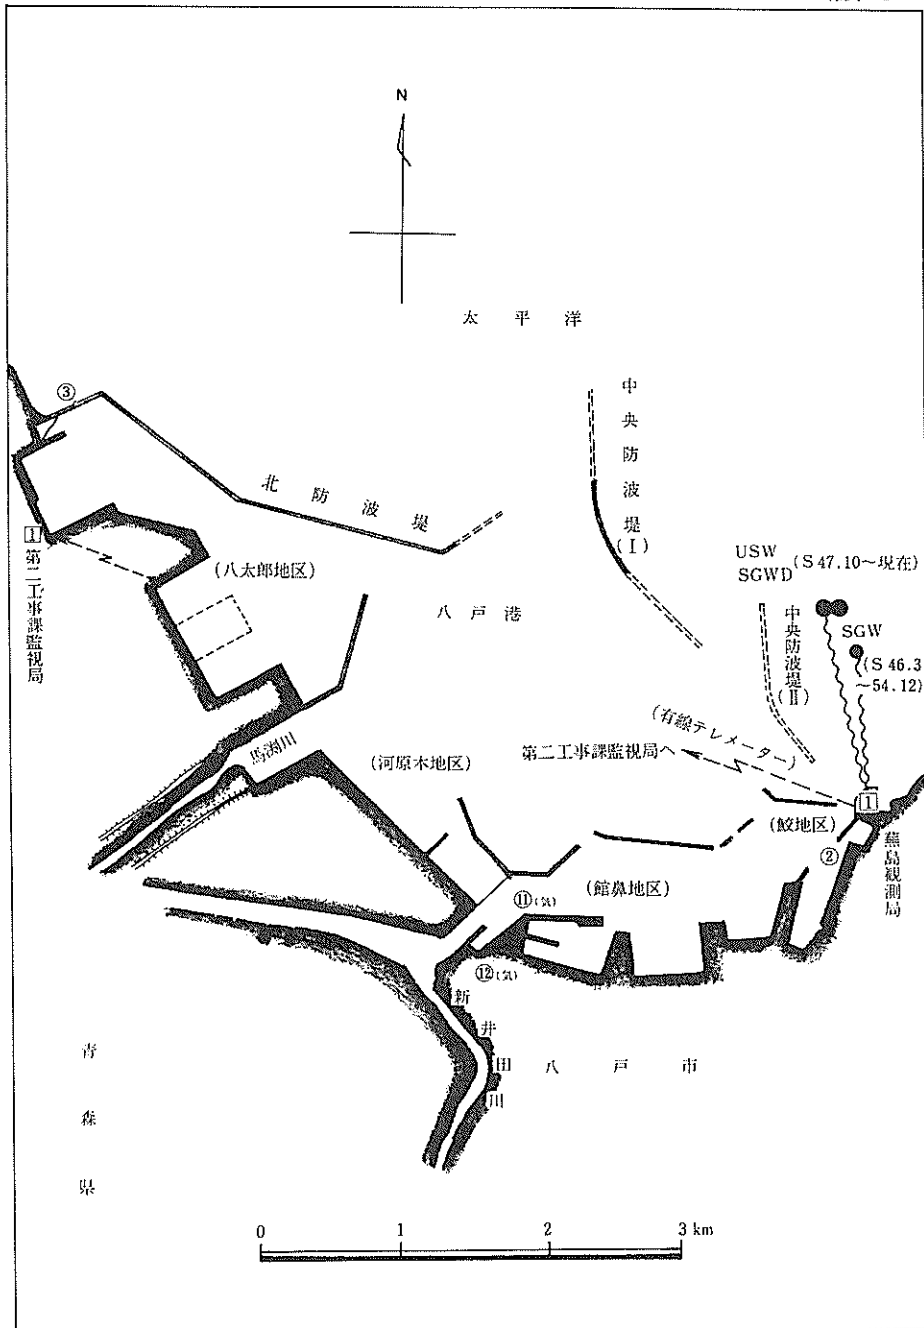 N
太平洋
③
中央防波堤
(I)
北防波堤
USW
SGWD
(S 47.10～現在)
1
第二工事課監視局
(八太郎地区)
八戸港
中央防波堤
(II)
SGW
(S 46.3
～54.12)
(有線テレメーター)
第二工事課監視局へ
馬淵川
(河原木地区)
1
(鮫地区)
②
蕪島観測局
(館鼻地区)
⑪(気)
⑫(気)
新井田川
八戸市
青森県
0 1 2 3 km